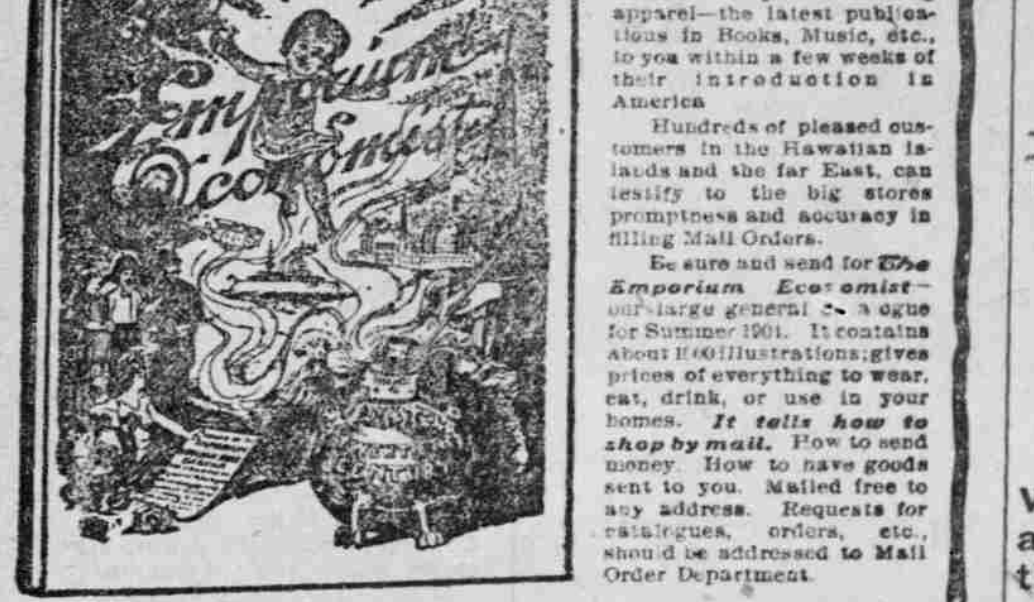 Emporium
Economist
apparel—the latest publica-
tions in Books, Music, etc.,
to you within a few weeks of
their introduction in
America
Hundreds of pleased cus-
tomers in the Hawaiian Is-
lands and the far East, can
testify to the big stores
promptness and accuracy in
filling Mail Orders.
Be sure and send for The
Emporium Economist—
our large general
for Summer 1901. It contains
about illustrations; gives
prices of everything to wear,
eat, drink, or use in your
homes. It tells how to
shop by mail. How to send
money. How to have goods
sent to you. Mailed free to
any address. Requests for
catalogues, orders, etc.,
should be addressed to Mail
Order Department.